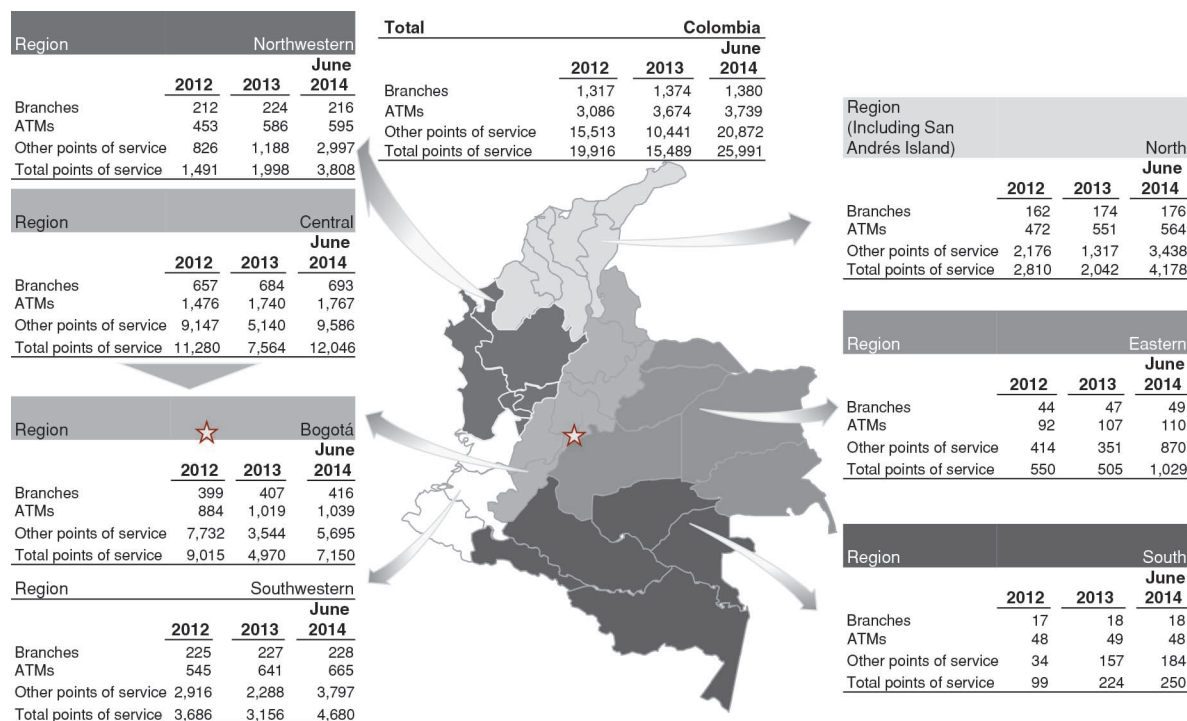 Region Northwestern
2012 2013 June 2014
Branches 212 224 216
ATMs 453 586 595
Other points of service 826 1,188 2,997
Total points of service 1,491 1,998 3,808
Region Central
2012 2013 June 2014
Branches 657 684 693
ATMs 1,476 1,740 1,767
Other points of service 9,147 5,140 9,586
Total points of service 11,280 7,564 12,046
Region Bogotá
2012 2013 June 2014
Branches 399 407 416
ATMs 884 1,019 1,039
Other points of service 7,732 3,544 5,695
Total points of service 9,015 4,970 7,150
Region Southwestern
2012 2013 June 2014
Branches 225 227 228
ATMs 545 641 665
Other points of service 2,916 2,288 3,797
Total points of service 3,686 3,156 4,680
Total Colombia
2012 2013 June 2014
Branches 1,317 1,374 1,380
ATMs 3,086 3,674 3,739
Other points of service 15,513 10,441 20,872
Total points of service 19,916 15,489 25,991
Region
(Including San
Andrés Island) North
2012 2013 June 2014
Branches 162 174 176
ATMs 472 551 564
Other points of service 2,176 1,317 3,438
Total points of service 2,810 2,042 4,178
Region Eastern
2012 2013 June 2014
Branches 44 47 49
ATMs 92 107 110
Other points of service 414 351 870
Total points of service 550 505 1,029
Region South
2012 2013 June 2014
Branches 17 18 18
ATMs 48 49 48
Other points of service 34 157 184
Total points of service 99 224 250